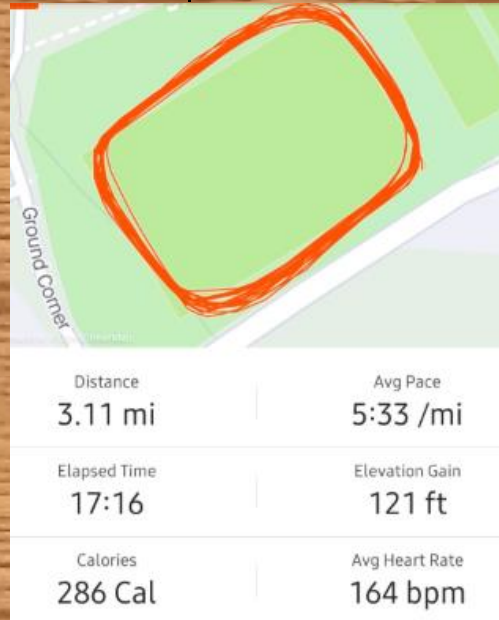 Ground Corner
Distance
3.11 mi
Avg Pace
5:33 /mi
Elapsed Time
17:16
Elevation Gain
121 ft
Calories
286 Cal
Avg Heart Rate
164 bpm